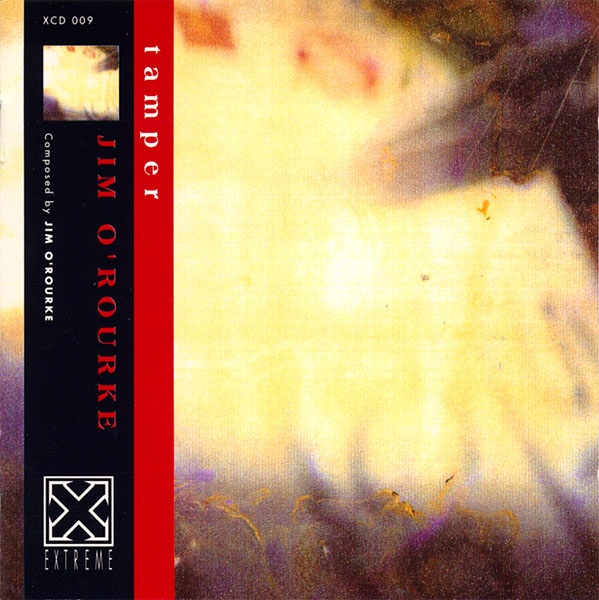 XCD 009
tamper
JIM O'ROURKE
Composed by JIM O'ROURKE
X
EXTREME